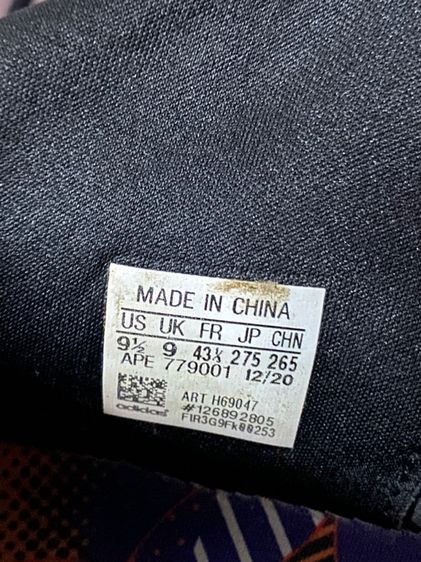 MADE IN CHINA
US UK FR JP CHN
9½ 9 43⅓ 275 265
APE 779001 12/20
ART H69047
adidas #126892805
F1R3G9Fk00253